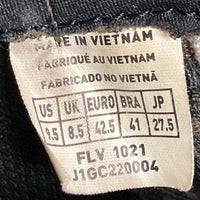 MADE IN VIETNAM
FABRIQUÉ AU VIETNAM
FABRICADO NO VIETNÃ
US UK EURO BRA JP
9.5 8.5 42.5 41 27.5
FLV 1021
J1GC220004